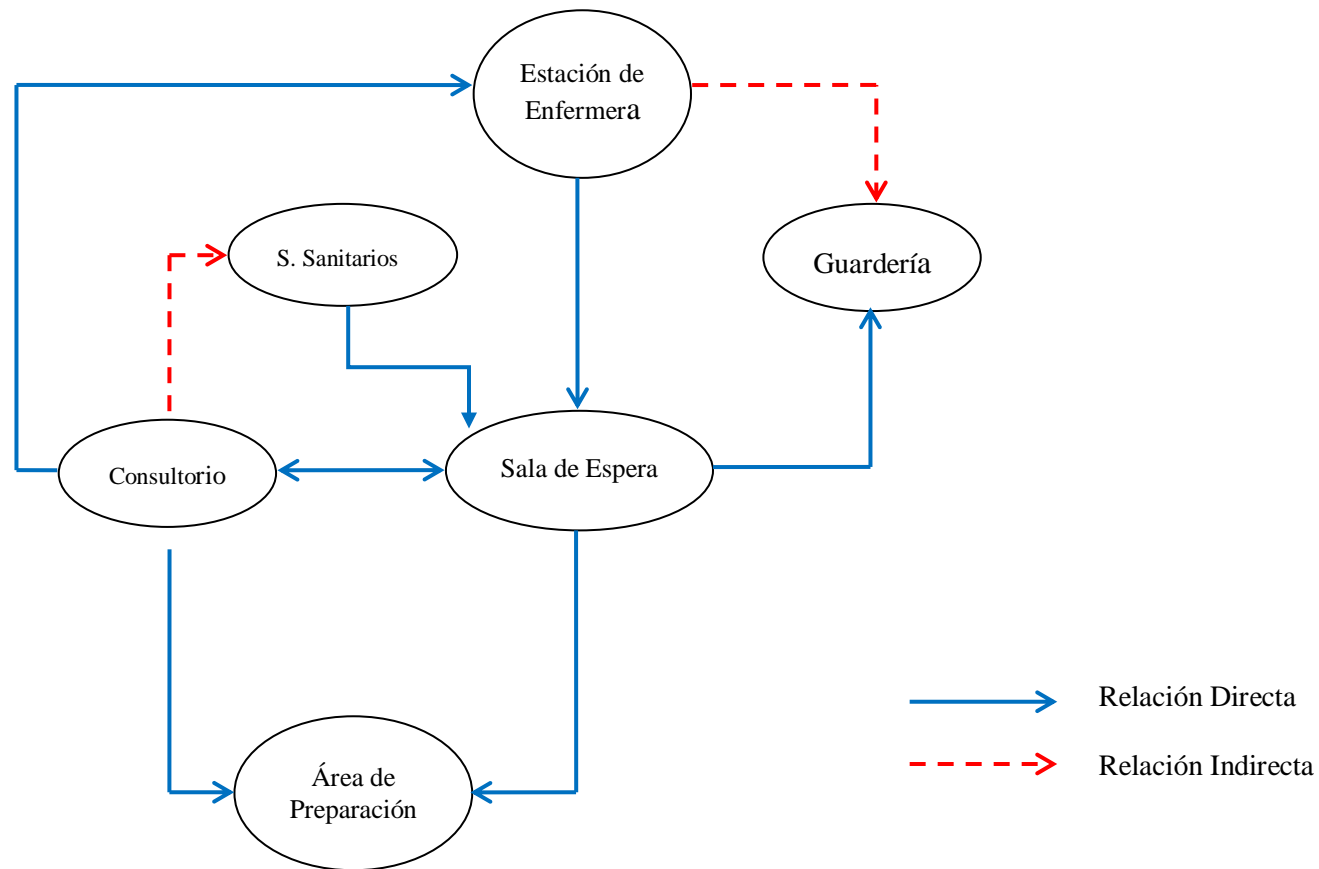 Estación de
Enfermera
S. Sanitarios
Guardería
Consultorio
Sala de Espera
Área de
Preparación
Relación Directa
Relación Indirecta